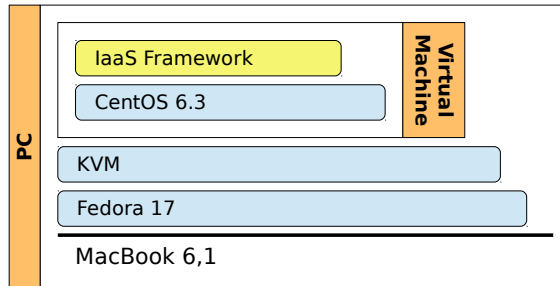 PC
IaaS Framework
CentOS 6.3
Virtual
Machine
KVM
Fedora 17
MacBook 6,1